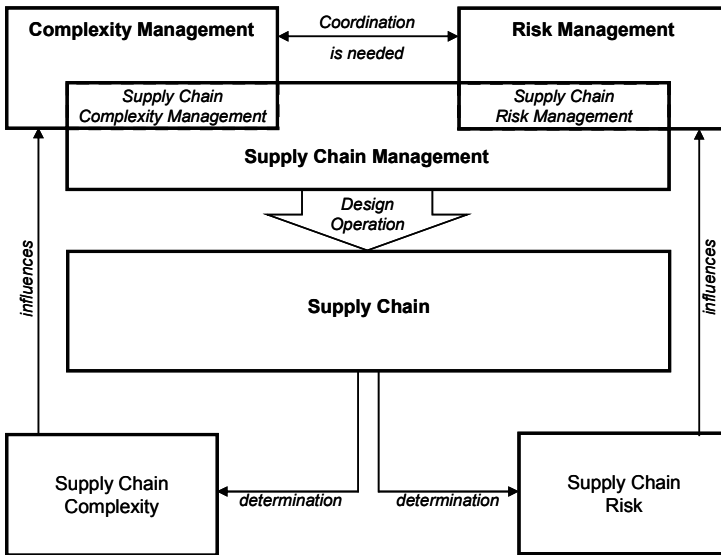 Complexity Management
Coordination
is needed
Risk Management
Supply Chain
Complexity Management
Supply Chain
Risk Management
Supply Chain Management
Design
Operation
influences
influences
Supply Chain
Supply Chain
Complexity
determination
determination
Supply Chain
Risk